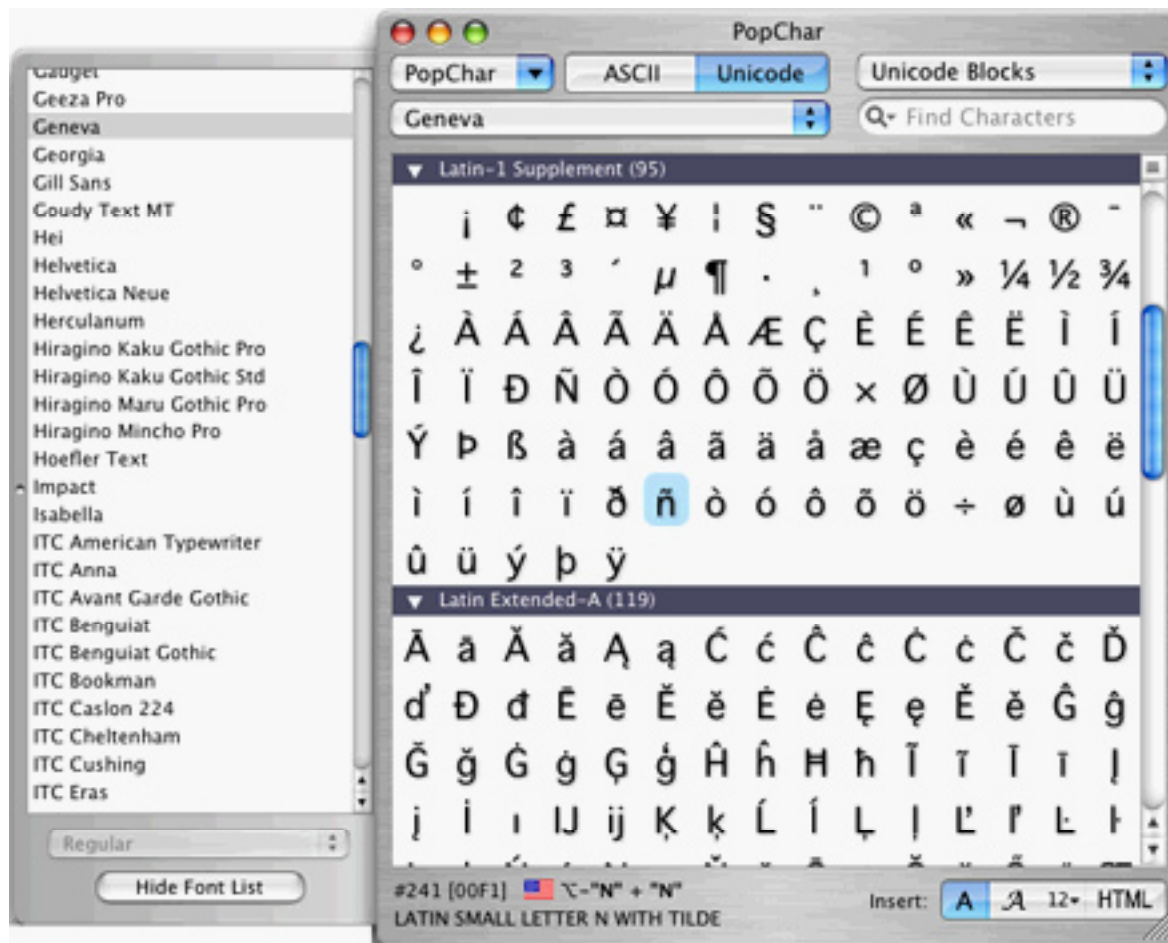 PopChar
PopChar ASCII Unicode Unicode Blocks
Geneva Find Characters
Gadget
Geeza Pro
Geneva
Georgia
Gill Sans
Goudy Text MT
Hei
Helvetica
Helvetica Neue
Herculanum
Hiragino Kaku Gothic Pro
Hiragino Kaku Gothic Std
Hiragino Maru Gothic Pro
Hiragino Mincho Pro
Hoefler Text
Impact
Isabella
ITC American Typewriter
ITC Anna
ITC Avant Garde Gothic
ITC Benguiat
ITC Benguiat Gothic
ITC Bookman
ITC Caslon 224
ITC Cheltenham
ITC Cushing
ITC Eras
Regular
Hide Font List
Latin-1 Supplement (95)
¡ ¢ £ ¤ ¥ ¦ § ¨ © ª « ¬ ® ¯
° ± ² ³ ´ µ ¶ · ¸ ¹ º » ¼ ½ ¾
¿ À Á Â Ã Ä Å Æ Ç È É Ê Ë Ì Í
Î Ï Ð Ñ Ò Ó Ô Õ Ö × Ø Ù Ú Û Ü
Ý Þ ß à á â ã ä å æ ç è é ê ë
ì í î ï ð ñ ò ó ô õ ö ÷ ø ù ú
û ü ý þ ÿ
Latin Extended-A (119)
Ā ā Ă ă Ą ą Ć ć Ĉ ĉ Ċ ċ Č č Ď
ď Đ đ Ē ē Ĕ ĕ Ė ė Ę ę Ě ě Ĝ ĝ
Ğ ğ Ġ ġ Ģ ģ Ĥ ĥ Ħ ħ Ĩ ĩ Ī ī Į
į İ ı Ĳ ĳ Ķ ķ Ĺ ĺ Ļ ļ Ľ ľ Ŀ ŀ
#241 [00F1] ⌥-"N" + "N"
LATIN SMALL LETTER N WITH TILDE
Insert: A A 12 HTML